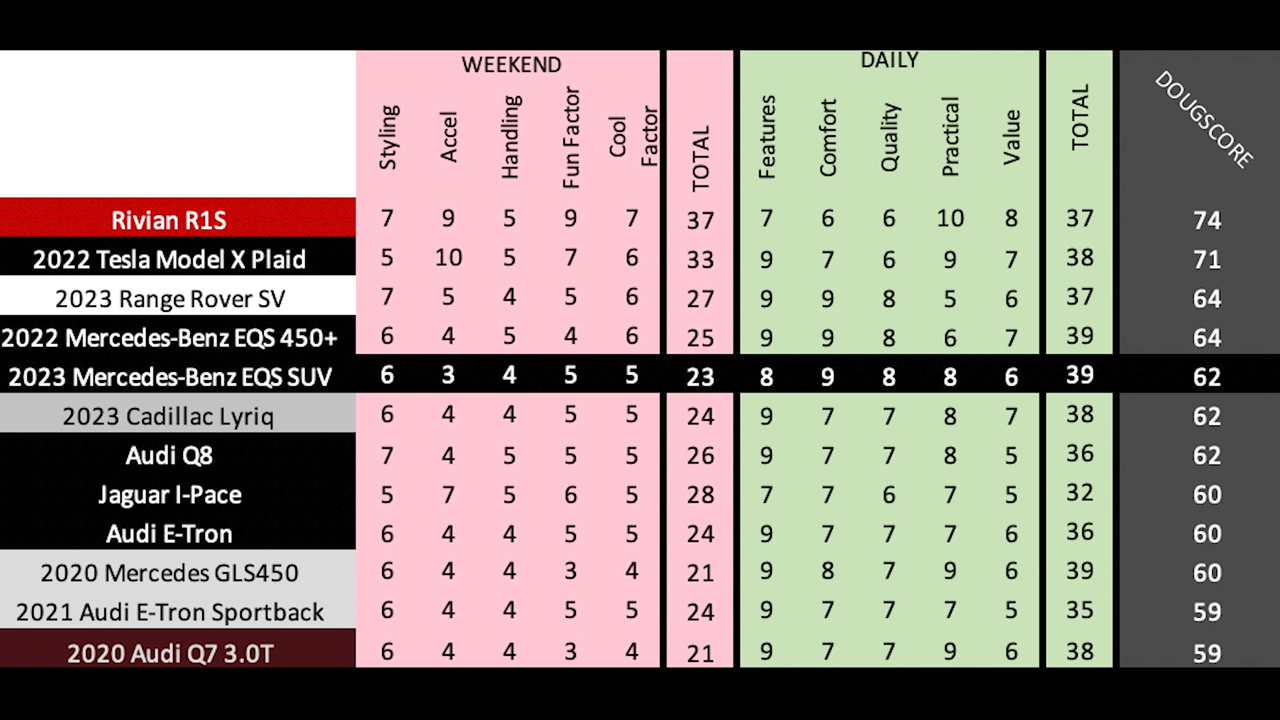 WEEKEND DAILY
Styling Accel Handling Fun Factor Cool Factor TOTAL Features Comfort Quality Practical Value TOTAL DOUGSCORE
Rivian R1S 7 9 5 9 7 37 7 6 6 10 8 37 74
2022 Tesla Model X Plaid 5 10 5 7 6 33 9 7 6 9 7 38 71
2023 Range Rover SV 7 5 4 5 6 27 9 9 8 5 6 37 64
2022 Mercedes-Benz EQS 450+ 6 4 5 4 6 25 9 9 8 6 7 39 64
2023 Mercedes-Benz EQS SUV 6 3 4 5 5 23 8 9 8 8 6 39 62
2023 Cadillac Lyriq 6 4 4 5 5 24 9 7 7 8 7 38 62
Audi Q8 7 4 5 5 5 26 9 7 7 8 5 36 62
Jaguar I-Pace 5 7 5 6 5 28 7 7 6 7 5 32 60
Audi E-Tron 6 4 4 5 5 24 9 7 7 7 6 36 60
2020 Mercedes GLS450 6 4 4 3 4 21 9 8 7 9 6 39 60
2021 Audi E-Tron Sportback 6 4 4 5 5 24 9 7 7 7 5 35 59
2020 Audi Q7 3.0T 6 4 4 3 4 21 9 7 7 9 6 38 59